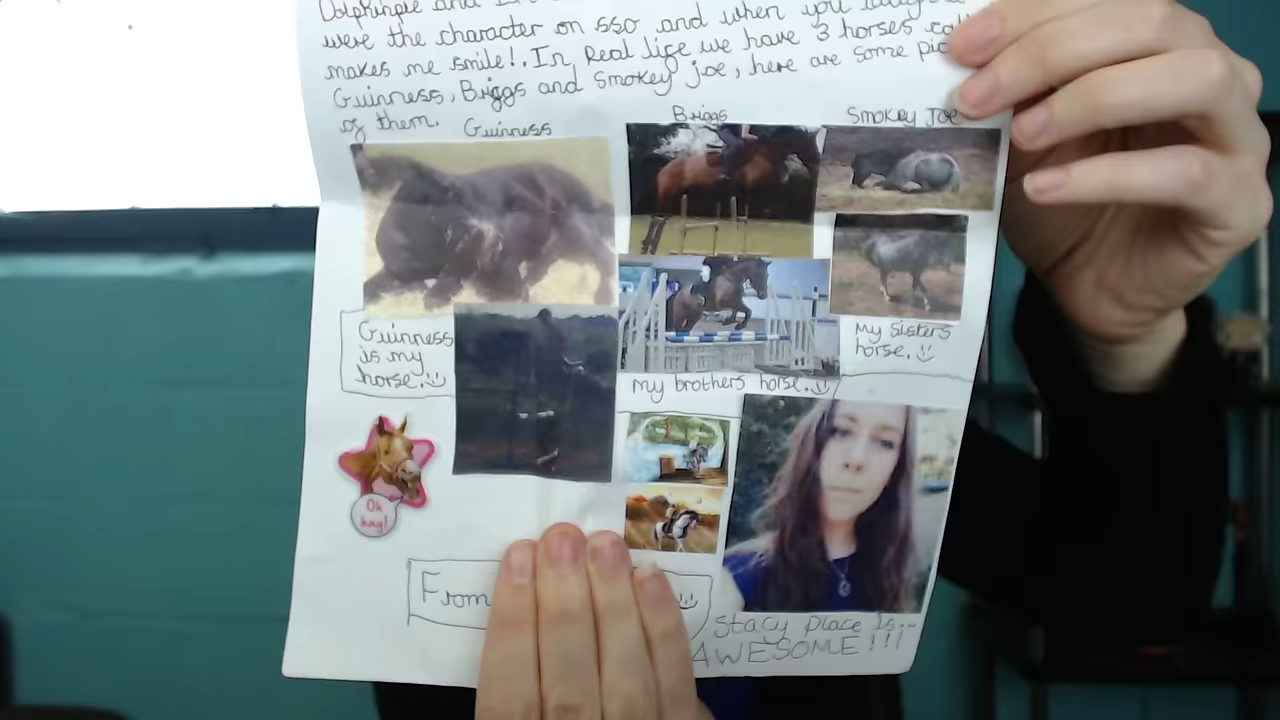 were the character on SSO and when you
makes me smile!. In, Real life we have 3 horses
Guinness, Briggs and Smokey Joe, here are some
of them.
Guinness
Briggs
Smokey Joe
Guinness
is my
horse.
My sisters
horse.
my brothers horse.
Oh
hay!
From
Stacy place is...
AWESOME!!!